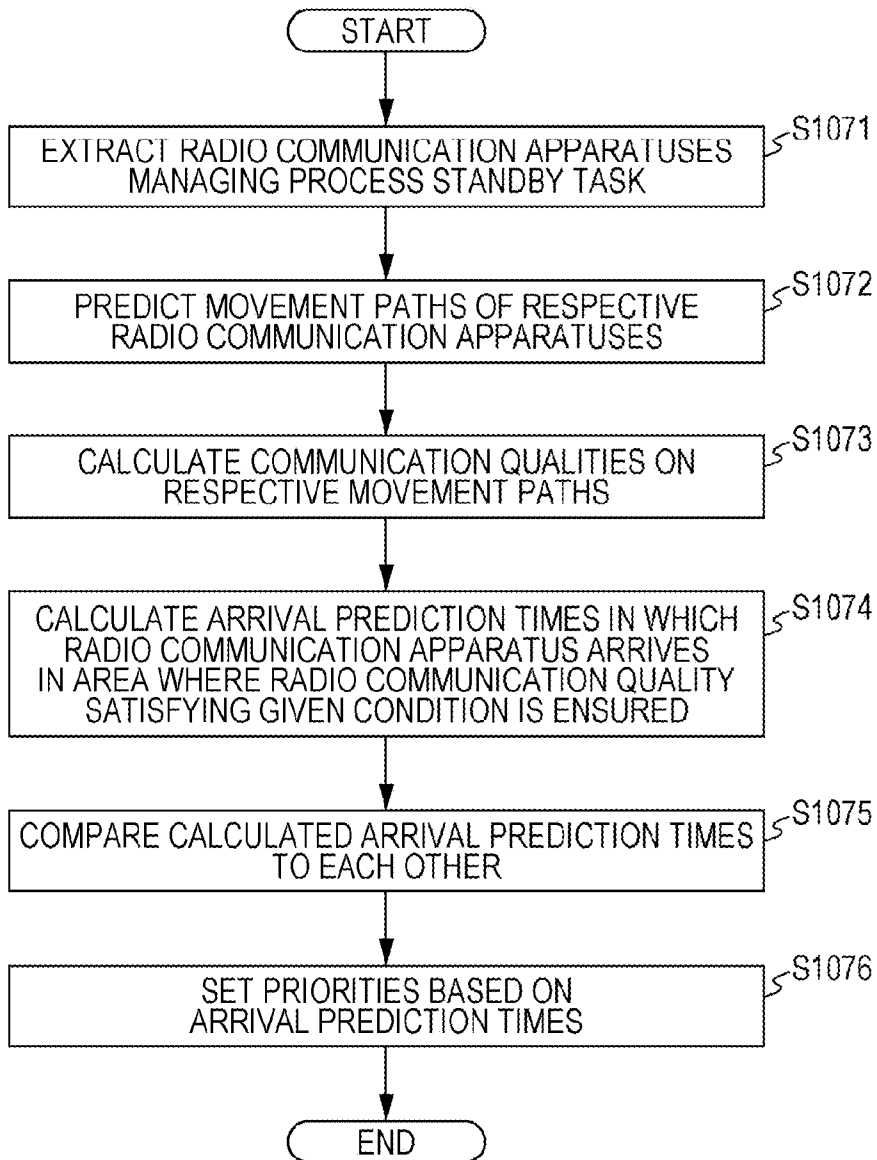 START
S1071
EXTRACT RADIO COMMUNICATION APPARATUSES
MANAGING PROCESS STANDBY TASK
S1072
PREDICT MOVEMENT PATHS OF RESPECTIVE
RADIO COMMUNICATION APPARATUSES
S1073
CALCULATE COMMUNICATION QUALITIES ON
RESPECTIVE MOVEMENT PATHS
S1074
CALCULATE ARRIVAL PREDICTION TIMES IN WHICH
RADIO COMMUNICATION APPARATUS ARRIVES
IN AREA WHERE RADIO COMMUNICATION QUALITY
SATISFYING GIVEN CONDITION IS ENSURED
S1075
COMPARE CALCULATED ARRIVAL PREDICTION TIMES
TO EACH OTHER
S1076
SET PRIORITIES BASED ON
ARRIVAL PREDICTION TIMES
END